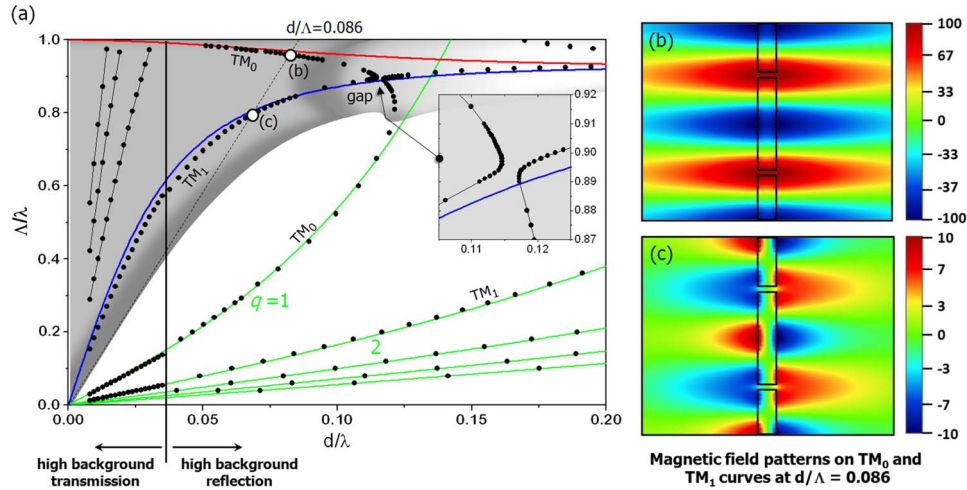 (a)
d/Λ=0.086
1.0
0.8
0.6
0.4
0.2
0.0
Λ/λ
TM₀
(b)
(c)
TM₁
gap
0.92
0.91
0.90
0.89
0.88
0.87
0.11
0.12
TM₀
q =1
TM₁
2
0.00
0.05
0.10
0.15
0.20
d/λ
high background
transmission
high background
reflection
(b)
100
67
33
0
-37
-63
-100
(c)
10
7
3
0
-3
-7
-10
Magnetic field patterns on TM₀ and
TM₁ curves at d/Λ = 0.086